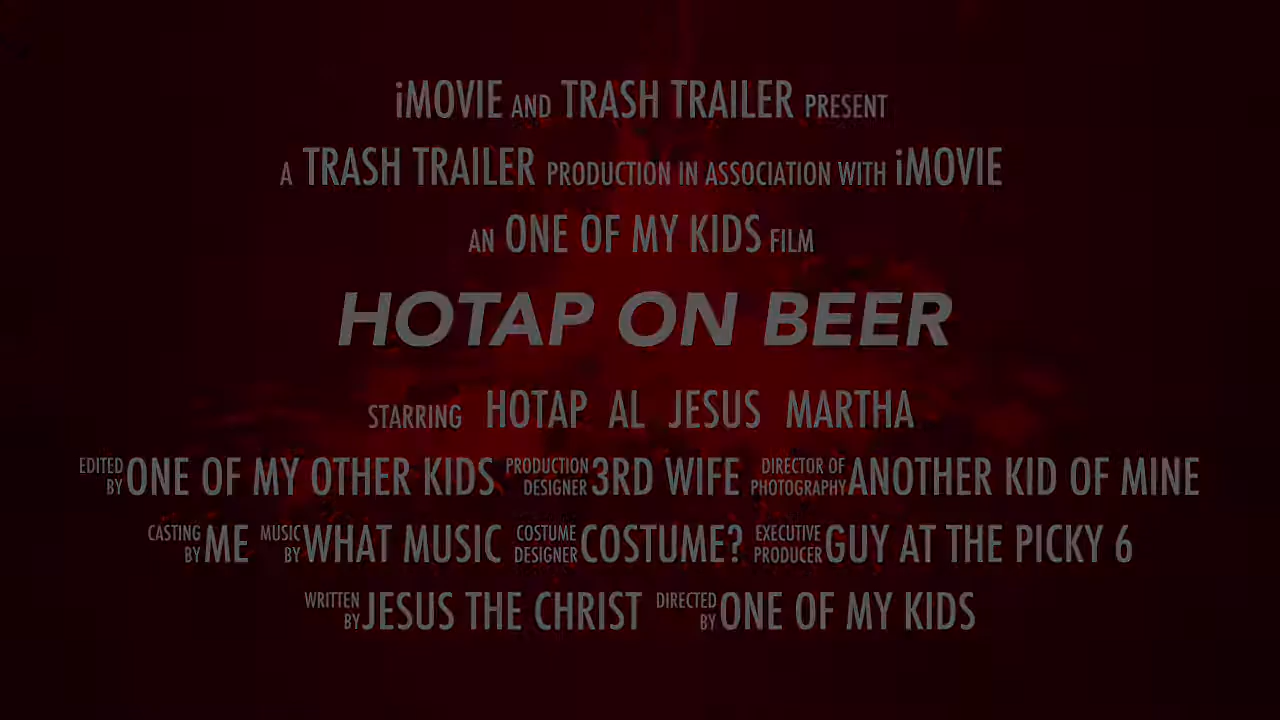 iMOVIE AND TRASH TRAILER PRESENT
A TRASH TRAILER PRODUCTION IN ASSOCIATION WITH iMOVIE
AN ONE OF MY KIDS FILM
HOTAP ON BEER
STARRING HOTAP AL JESUS MARTHA
EDITED BY ONE OF MY OTHER KIDS PRODUCTION DESIGNER 3RD WIFE DIRECTOR OF PHOTOGRAPHY ANOTHER KID OF MINE
CASTING BY ME MUSIC BY WHAT MUSIC COSTUME DESIGNER COSTUME? EXECUTIVE PRODUCER GUY AT THE PICKY 6
WRITTEN BY JESUS THE CHRIST DIRECTED BY ONE OF MY KIDS